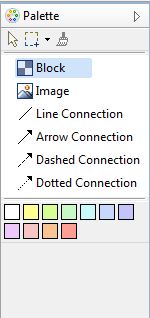 Palette
Block
Image
Line Connection
Arrow Connection
Dashed Connection
Dotted Connection